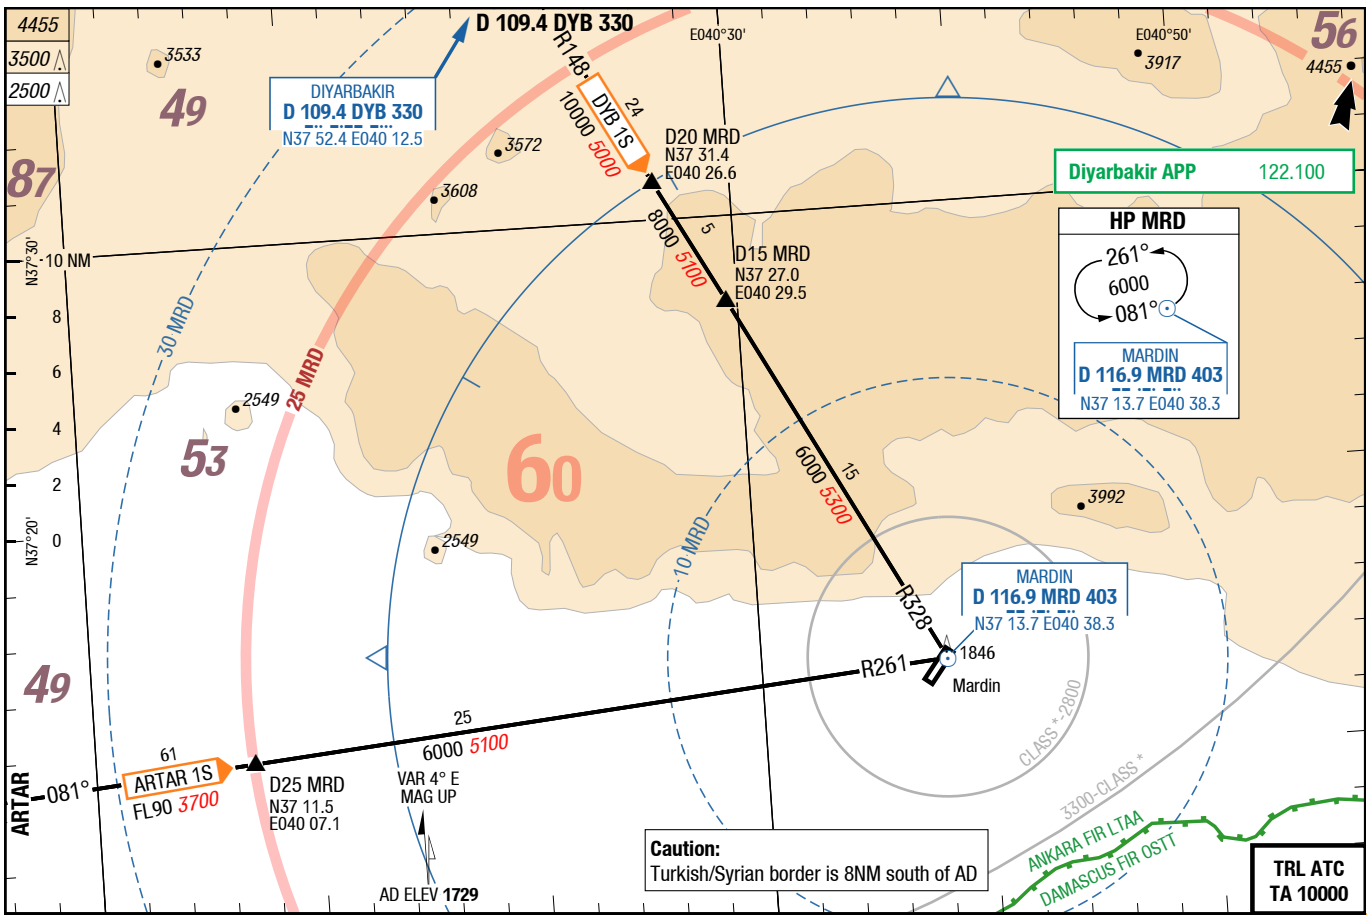 4455
3500
2500
3533
49
87
D 109.4 DYB 330
DIYARBAKIR
D 109.4 DYB 330
N37 52.4 E040 12.5
R148
24
DYB 1S
10000 5000
E040°30'
E040°50'
3917
56
4455
3572
3608
D20 MRD
N37 31.4
E040 26.6
Diyarbakir APP 122.100
5
8000 5100
D15 MRD
N37 27.0
E040 29.5
HP MRD
261°
6000
081°
MARDIN
D 116.9 MRD 403
N37 13.7 E040 38.3
N37°30'
10 NM
8
6
4
2
0
N37°20'
30 MRD
25 MRD
2549
53
60
15
6000 5300
3992
2549
10 MRD
R328
MARDIN
D 116.9 MRD 403
N37 13.7 E040 38.3
1846
Mardin
R261
49
25
6000 5100
61
ARTAR 1S
FL90 3700
ARTAR
081°
D25 MRD
N37 11.5
E040 07.1
VAR 4° E
MAG UP
AD ELEV 1729
CLASS *-2800
3300-CLASS *
ANKARA FIR LTAA
DAMASCUS FIR OSTT
Caution:
Turkish/Syrian border is 8NM south of AD
TRL ATC
TA 10000